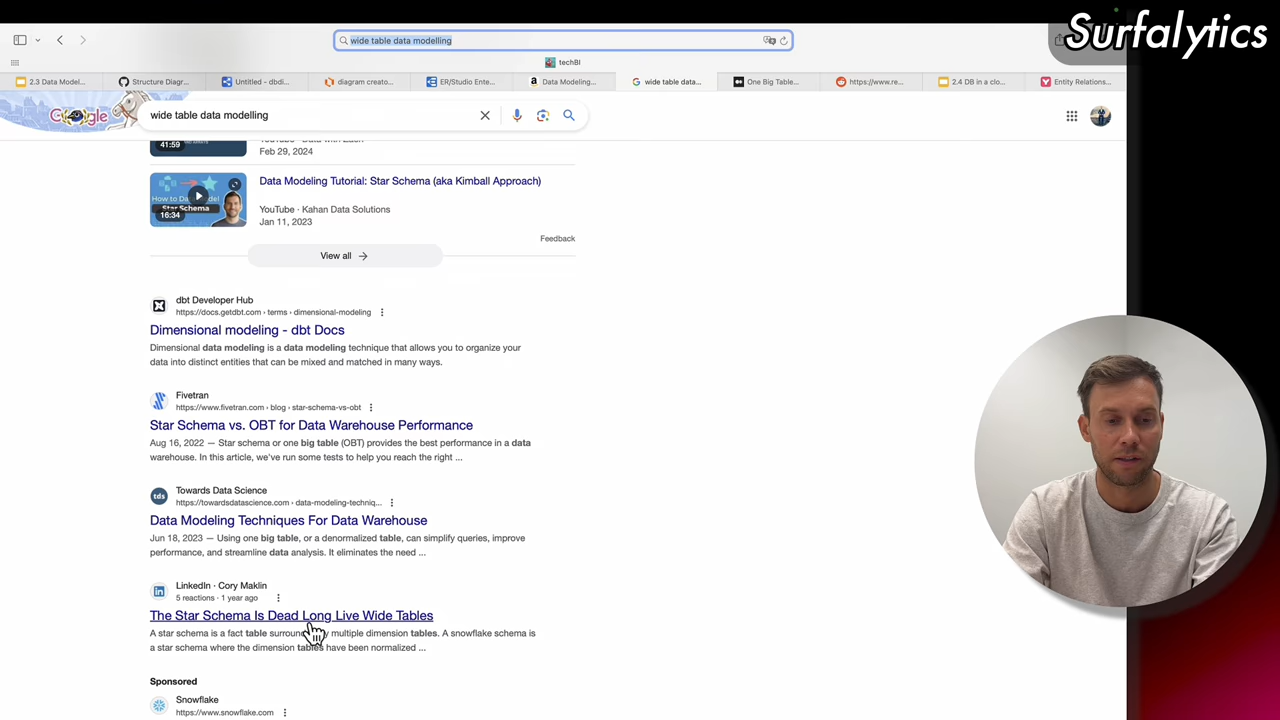 Surfalytics
wide table data modelling
techBI
2.3 Data Model...
Structure Diagr...
Untitled - dbdi...
diagram creato...
ER/Studio Ente...
Data Modeling...
wide table data...
One Big Table...
https://www.re...
2.4 DB in a clo...
Entity Relations...
Google
wide table data modelling
41:59
Feb 29, 2024
How to Data Model
Star Schema
16:34
Data Modeling Tutorial: Star Schema (aka Kimball Approach)
YouTube · Kahan Data Solutions
Jan 11, 2023
Feedback
View all
dbt Developer Hub
https://docs.getdbt.com › terms › dimensional-modeling
Dimensional modeling - dbt Docs
Dimensional data modeling is a data modeling technique that allows you to organize your
data into distinct entities that can be mixed and matched in many ways.
Fivetran
https://www.fivetran.com › blog › star-schema-vs-obt
Star Schema vs. OBT for Data Warehouse Performance
Aug 16, 2022 — Star schema or one big table (OBT) provides the best performance in a data
warehouse. In this article, we've run some tests to help you reach the right ...
tds
Towards Data Science
https://towardsdatascience.com › data-modeling-techniq...
Data Modeling Techniques For Data Warehouse
Jun 18, 2023 — Using one big table, or a denormalized table, can simplify queries, improve
performance, and streamline data analysis. It eliminates the need ...
LinkedIn · Cory Maklin
5 reactions · 1 year ago
The Star Schema Is Dead Long Live Wide Tables
A star schema is a fact table multiple dimension tables. A snowflake schema is
a star schema where the dimension tables have been normalized ...
Sponsored
Snowflake
https://www.snowflake.com